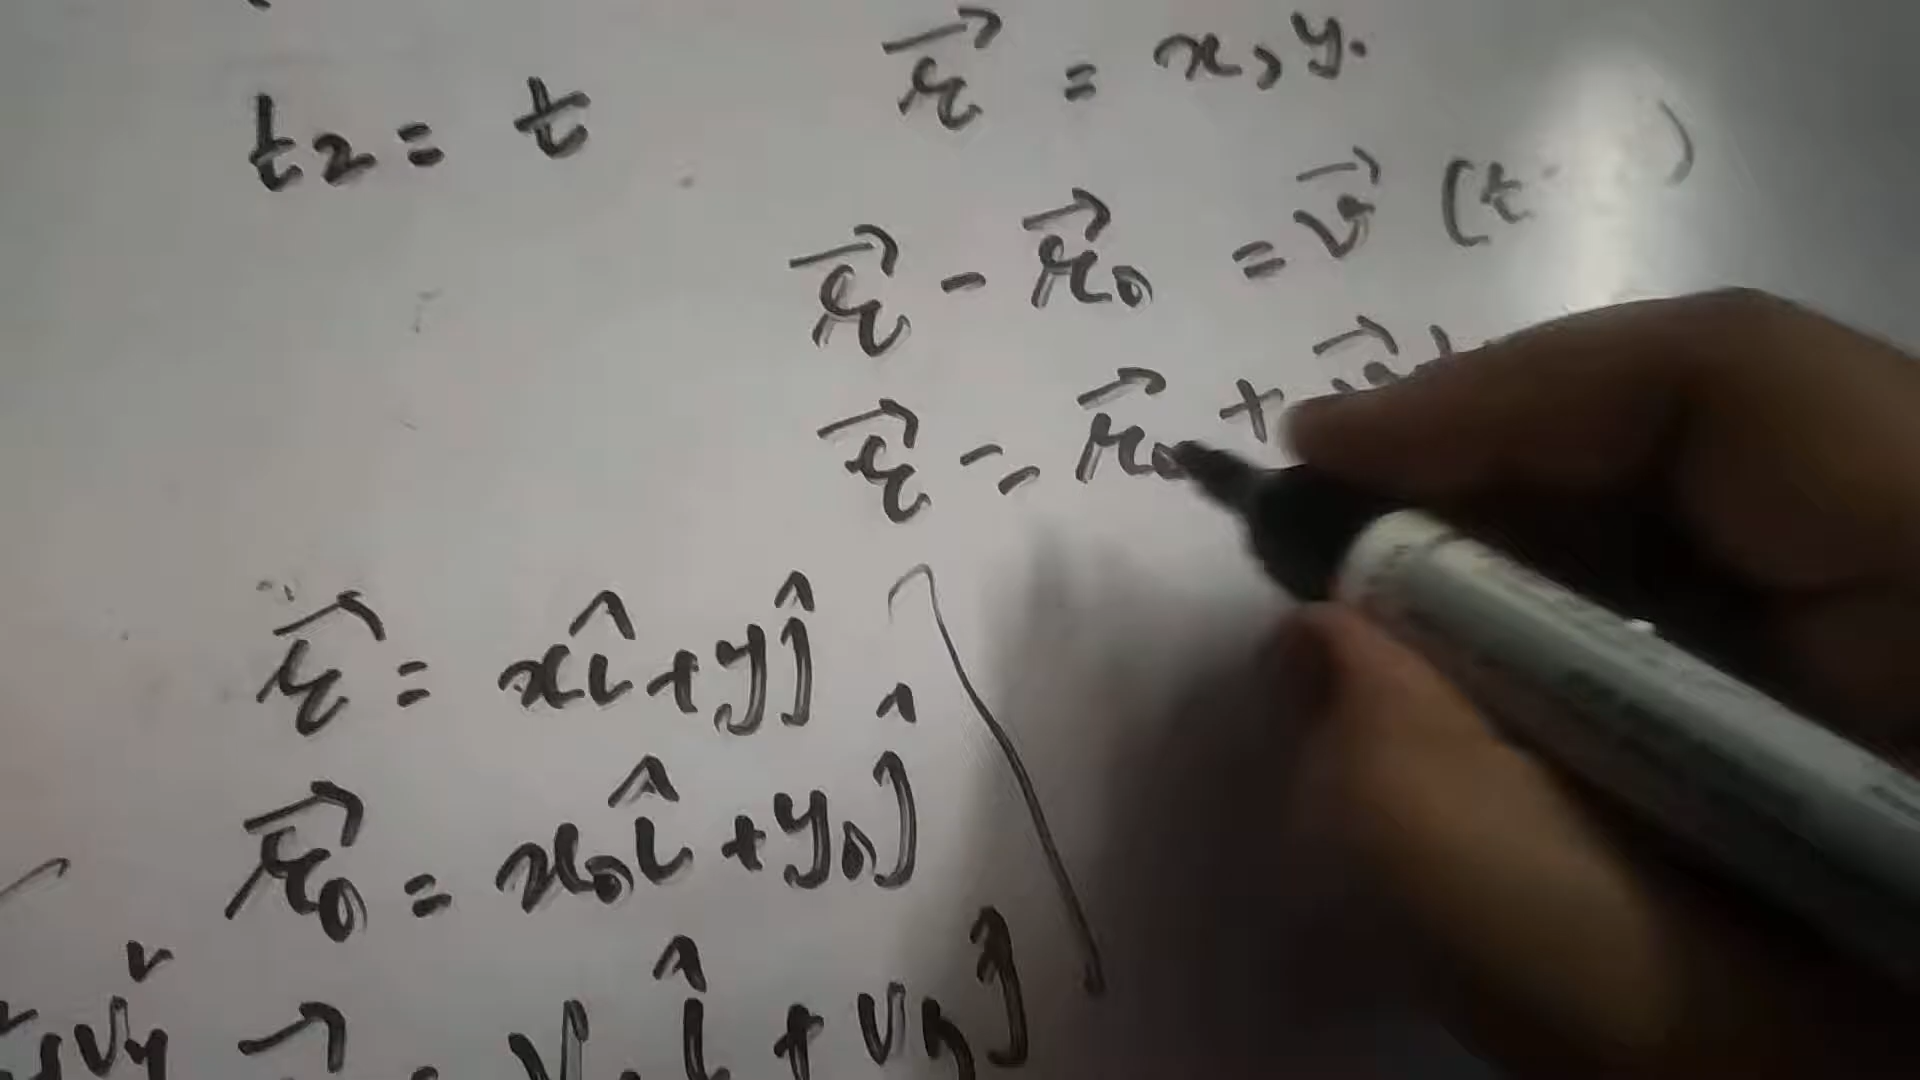 t₂ = t
r⃗ = x, y.
r⃗ - r⃗₀ = v⃗ (t
r⃗ = r⃗₀ +
r⃗ = xî + yĵ
r⃗₀ = x₀î + y₀ĵ